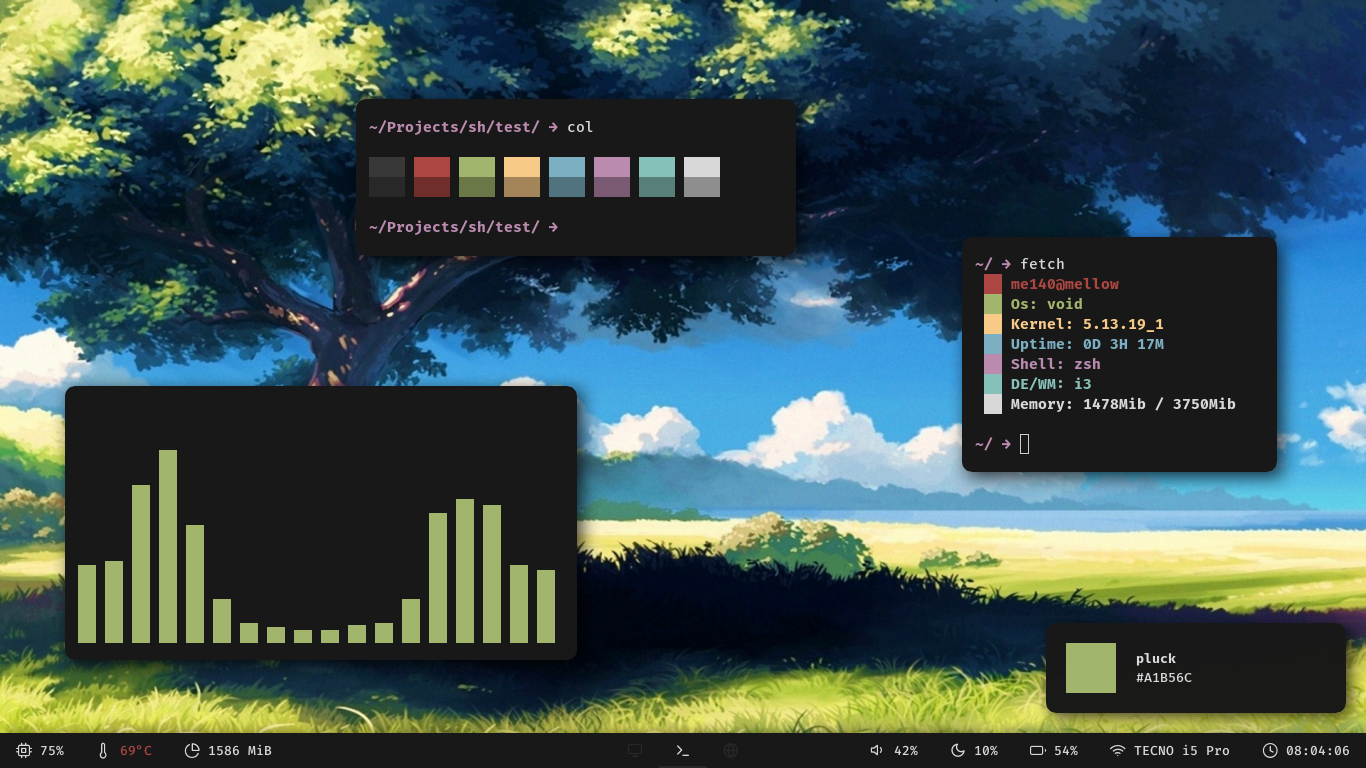 ~/Projects/sh/test/ → col
~/Projects/sh/test/ →
~/ → fetch
me140@mellow
Os: void
Kernel: 5.13.19_1
Uptime: 0D 3H 17M
Shell: zsh
DE/WM: i3
Memory: 1478Mib / 3750Mib
~/ →
pluck
#A1B56C
75% 69°C 1586 MiB 42% 10% 54% TECNO i5 Pro 08:04:06